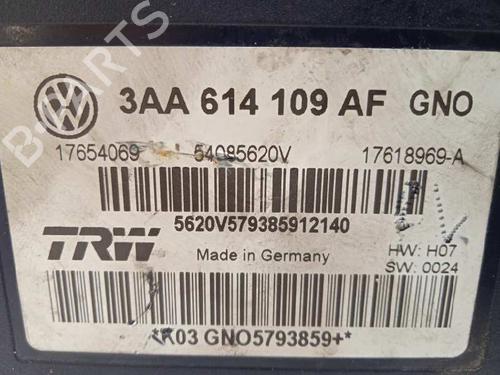 B-PARTS
3AA 614 109 AF GNO
17654069 54085620V 17618969-A
5620V579385912140
TRW
Made in Germany
HW: H07
SW: 0024
*K03 GNO5793859+*